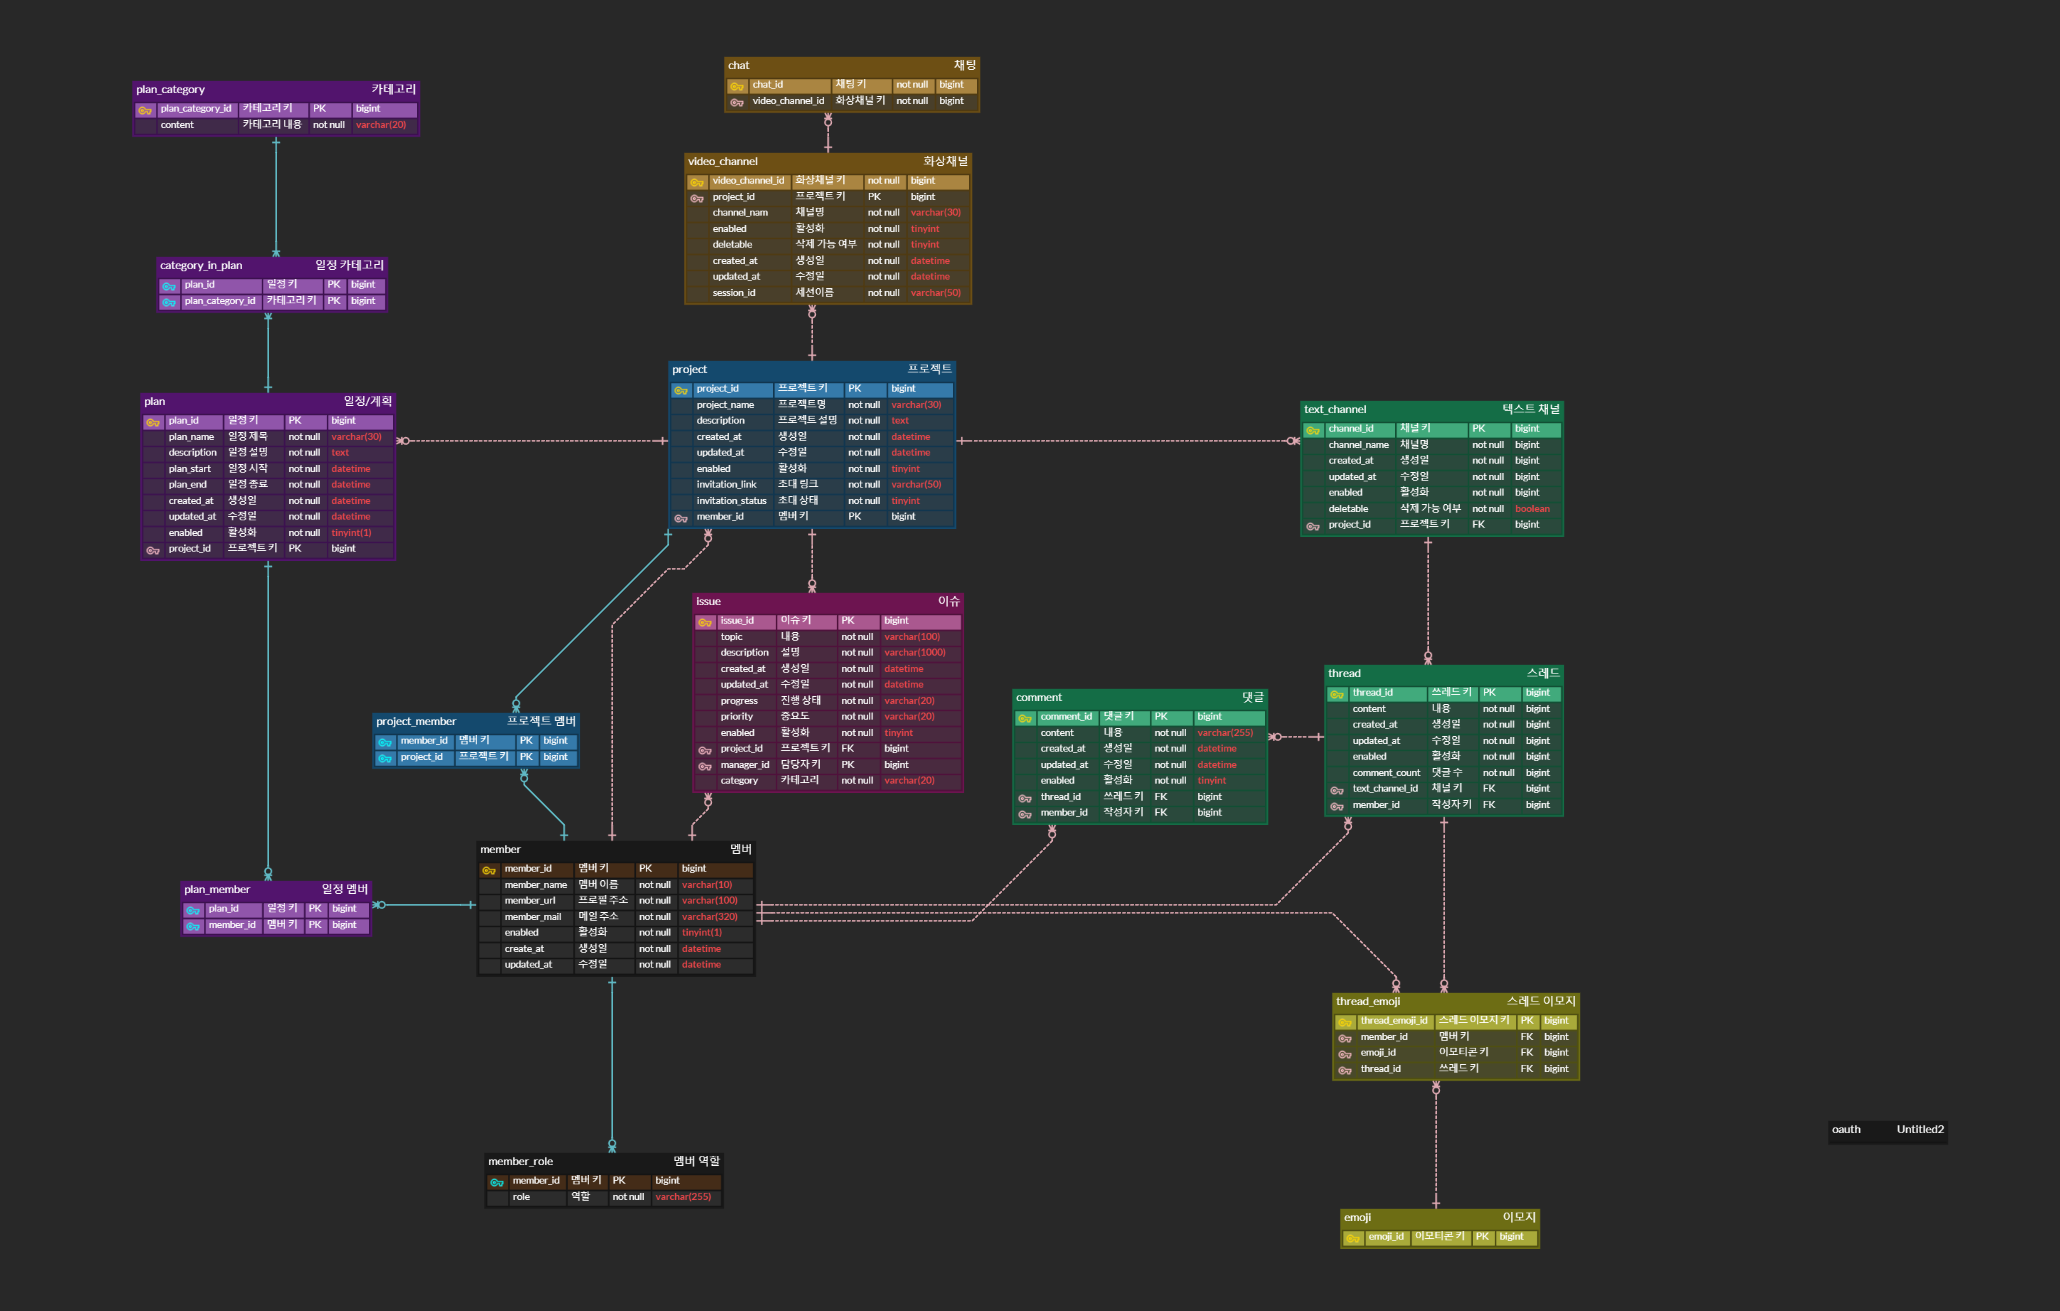 chat 채팅
chat_id 채팅 키 not null bigint
video_channel_id 화상채널 키 not null bigint
plan_category 카테고리
plan_category_id 카테고리 키 PK bigint
content 카테고리 내용 not null varchar(20)
video_channel 화상채널
video_channel_id 화상채널 키 not null bigint
project_id 프로젝트 키 PK bigint
channel_nam 채널명 not null varchar(30)
enabled 활성화 not null tinyint
deletable 삭제 가능 여부 not null tinyint
created_at 생성일 not null datetime
updated_at 수정일 not null datetime
session_id 세션이름 not null varchar(50)
category_in_plan 일정 카테고리
plan_id 일정 키 PK bigint
plan_category_id 카테고리 키 PK bigint
project 프로젝트
project_id 프로젝트 키 PK bigint
project_name 프로젝트명 not null varchar(30)
description 프로젝트 설명 not null text
created_at 생성일 not null datetime
updated_at 수정일 not null datetime
enabled 활성화 not null tinyint
invitation_link 초대 링크 not null varchar(50)
invitation_status 초대 상태 not null tinyint
member_id 멤버 키 PK bigint
plan 일정/계획
plan_id 일정 키 PK bigint
plan_name 일정 제목 not null varchar(30)
description 일정 설명 not null text
plan_start 일정 시작 not null datetime
plan_end 일정 종료 not null datetime
created_at 생성일 not null datetime
updated_at 수정일 not null datetime
enabled 활성화 not null tinyint(1)
project_id 프로젝트 키 PK bigint
text_channel 텍스트 채널
channel_id 채널 키 PK bigint
channel_name 채널명 not null bigint
created_at 생성일 not null bigint
updated_at 수정일 not null bigint
enabled 활성화 not null bigint
deletable 삭제 가능 여부 not null boolean
project_id 프로젝트 키 FK bigint
issue 이슈
issue_id 이슈 키 PK bigint
topic 내용 not null varchar(100)
description 설명 not null varchar(1000)
created_at 생성일 not null datetime
updated_at 수정일 not null datetime
progress 진행 상태 not null varchar(20)
priority 중요도 not null varchar(20)
enabled 활성화 not null tinyint
project_id 프로젝트 키 FK bigint
manager_id 담당자 키 PK bigint
category 카테고리 not null varchar(20)
thread 스레드
thread_id 쓰레드 키 PK bigint
content 내용 not null bigint
created_at 생성일 not null bigint
updated_at 수정일 not null bigint
enabled 활성화 not null bigint
comment_count 댓글 수 not null bigint
text_channel_id 채널 키 FK bigint
member_id 작성자 키 FK bigint
comment 댓글
comment_id 댓글 키 PK bigint
content 내용 not null varchar(255)
created_at 생성일 not null datetime
updated_at 수정일 not null datetime
enabled 활성화 not null tinyint
thread_id 쓰레드 키 FK bigint
member_id 작성자 키 FK bigint
project_member 프로젝트 멤버
member_id 멤버 키 PK bigint
project_id 프로젝트 키 PK bigint
member 멤버
member_id 멤버 키 PK bigint
member_name 멤버 이름 not null varchar(10)
member_url 프로필 주소 not null varchar(100)
member_mail 메일 주소 not null varchar(320)
enabled 활성화 not null tinyint(1)
create_at 생성일 not null datetime
updated_at 수정일 not null datetime
plan_member 일정 멤버
plan_id 일정 키 PK bigint
member_id 멤버 키 PK bigint
thread_emoji 스레드 이모지
thread_emoji_id 스레드 이모지 키 PK bigint
member_id 멤버 키 FK bigint
emoji_id 이모티콘 키 FK bigint
thread_id 쓰레드 키 FK bigint
oauth Untitled2
member_role 멤버 역할
member_id 멤버 키 PK bigint
role 역할 not null varchar(255)
emoji 이모지
emoji_id 이모티콘 키 PK bigint